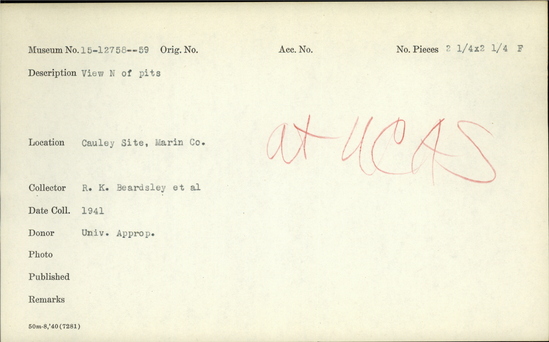 Museum No. 15-12758--59 Orig. No. Acc. No. No. Pieces 2 1/4x2 1/4 F
Description View N of pits
at UCAS
Location Cauley Site, Marin Co.
Collector R. K. Beardsley et al
Date Coll. 1941
Donor Univ. Approp.
Photo
Published
Remarks
50m-8,'40(7281)